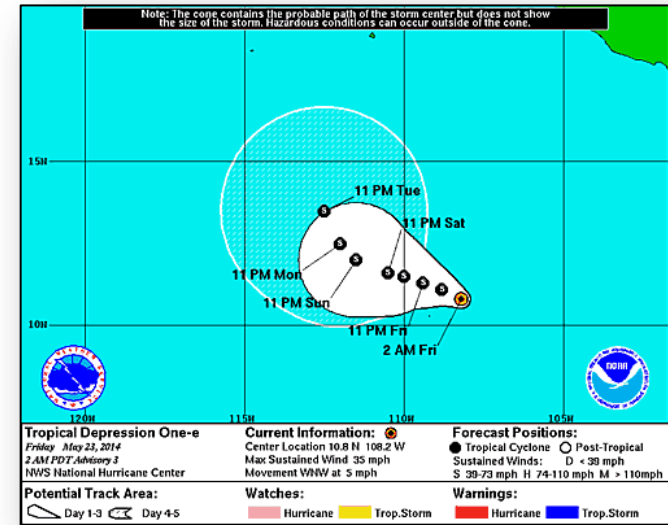 Note: The cone contains the probable path of the storm center but does not show
the size of the storm. Hazardous conditions can occur outside of the cone.
15N
11 PM Tue
11 PM Sat
11 PM Mon
11 PM Sun
10N
11 PM Fri
2 AM Fri
NOAA
120W
115W
110W
105W
Tropical Depression One-e
Friday May 23, 2014
2 AM PDT Advisory 3
NWS National Hurricane Center
Current Information:
Center Location 10.8 N 108.2 W
Max Sustained Wind 35 mph
Movement WNW at 5 mph
Forecast Positions:
Tropical Cyclone Post-Tropical
Sustained Winds: D < 39 mph
S 39-73 mph H 74-110 mph M > 110mph
Potential Track Area:
Day 1-3 Day 4-5
Watches:
Hurricane Trop.Storm
Warnings:
Hurricane Trop.Storm